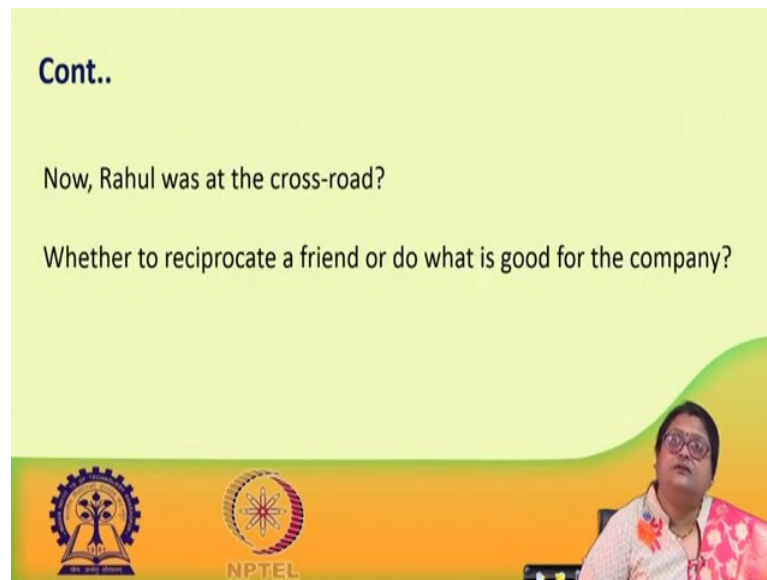 Cont..
Now, Rahul was at the cross-road?
Whether to reciprocate a friend or do what is good for the company?
NPTEL